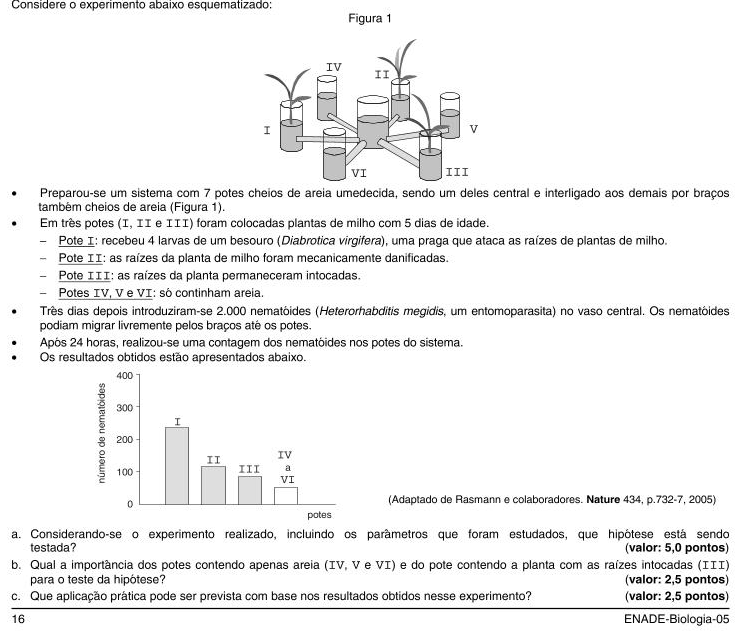 Considere o experimento abaixo esquematizado:
Figura 1
IV
II
I
V
VI
III
• Preparou-se um sistema com 7 potes cheios de areia umedecida, sendo um deles central e interligado aos demais por braços
também cheios de areia (Figura 1).
• Em três potes (I, II e III) foram colocadas plantas de milho com 5 dias de idade.
– Pote I: recebeu 4 larvas de um besouro (Diabrotica virgifera), uma praga que ataca as raízes de plantas de milho.
– Pote II: as raízes da planta de milho foram mecanicamente danificadas.
– Pote III: as raízes da planta permaneceram intocadas.
– Potes IV, V e VI: só continham areia.
• Três dias depois introduziram-se 2.000 nematóides (Heterorhabditis megidis, um entomoparasita) no vaso central. Os nematóides
podiam migrar livremente pelos braços até os potes.
• Após 24 horas, realizou-se uma contagem dos nematóides nos potes do sistema.
• Os resultados obtidos estão apresentados abaixo.
número de nematóides
400
300
200
100
0
I
II
III
IV
a
VI
potes
(Adaptado de Rasmann e colaboradores. Nature 434, p.732-7, 2005)
a. Considerando-se o experimento realizado, incluindo os parâmetros que foram estudados, que hipótese está sendo
testada? (valor: 5,0 pontos)
b. Qual a importância dos potes contendo apenas areia (IV, V e VI) e do pote contendo a planta com as raízes intocadas (III)
para o teste da hipótese? (valor: 2,5 pontos)
c. Que aplicação prática pode ser prevista com base nos resultados obtidos nesse experimento? (valor: 2,5 pontos)
16 ENADE-Biologia-05